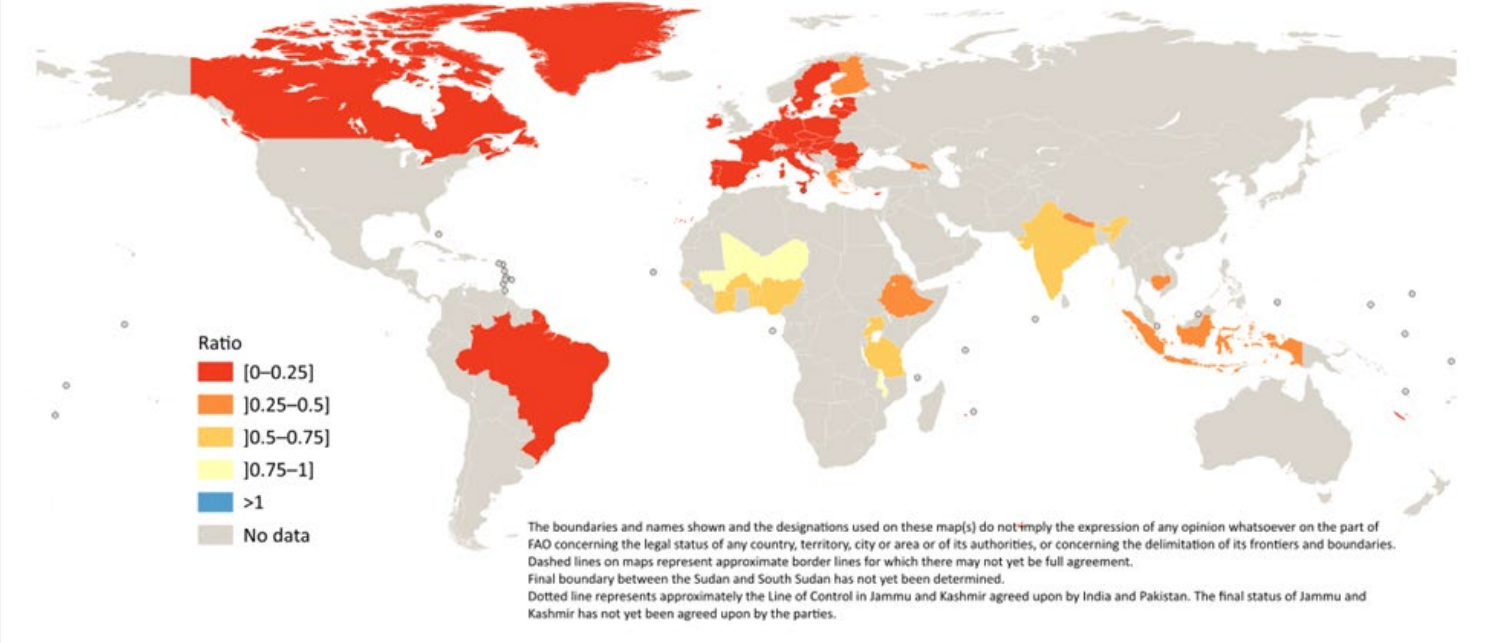 Ratio
[0–0.25]
]0.25–0.5]
]0.5–0.75]
]0.75–1]
>1
No data
The boundaries and names shown and the designations used on these map(s) do not imply the expression of any opinion whatsoever on the part of
FAO concerning the legal status of any country, territory, city or area or of its authorities, or concerning the delimitation of its frontiers and boundaries.
Dashed lines on maps represent approximate border lines for which there may not yet be full agreement.
Final boundary between the Sudan and South Sudan has not yet been determined.
Dotted line represents approximately the Line of Control in Jammu and Kashmir agreed upon by India and Pakistan. The final status of Jammu and
Kashmir has not yet been agreed upon by the parties.